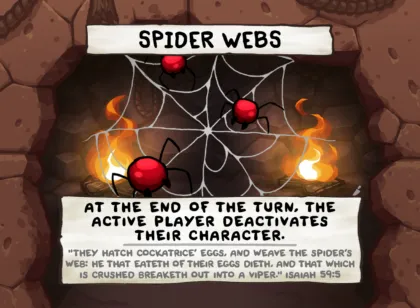 SPIDER WEBS
AT THE END OF THE TURN, THE
ACTIVE PLAYER DEACTIVATES
THEIR CHARACTER.
"THEY HATCH COCKATRICE' EGGS, AND WEAVE THE SPIDER'S
WEB: HE THAT EATETH OF THEIR EGGS DIETH, AND THAT WHICH
IS CRUSHED BREAKETH OUT INTO A VIPER." ISAIAH 59:5